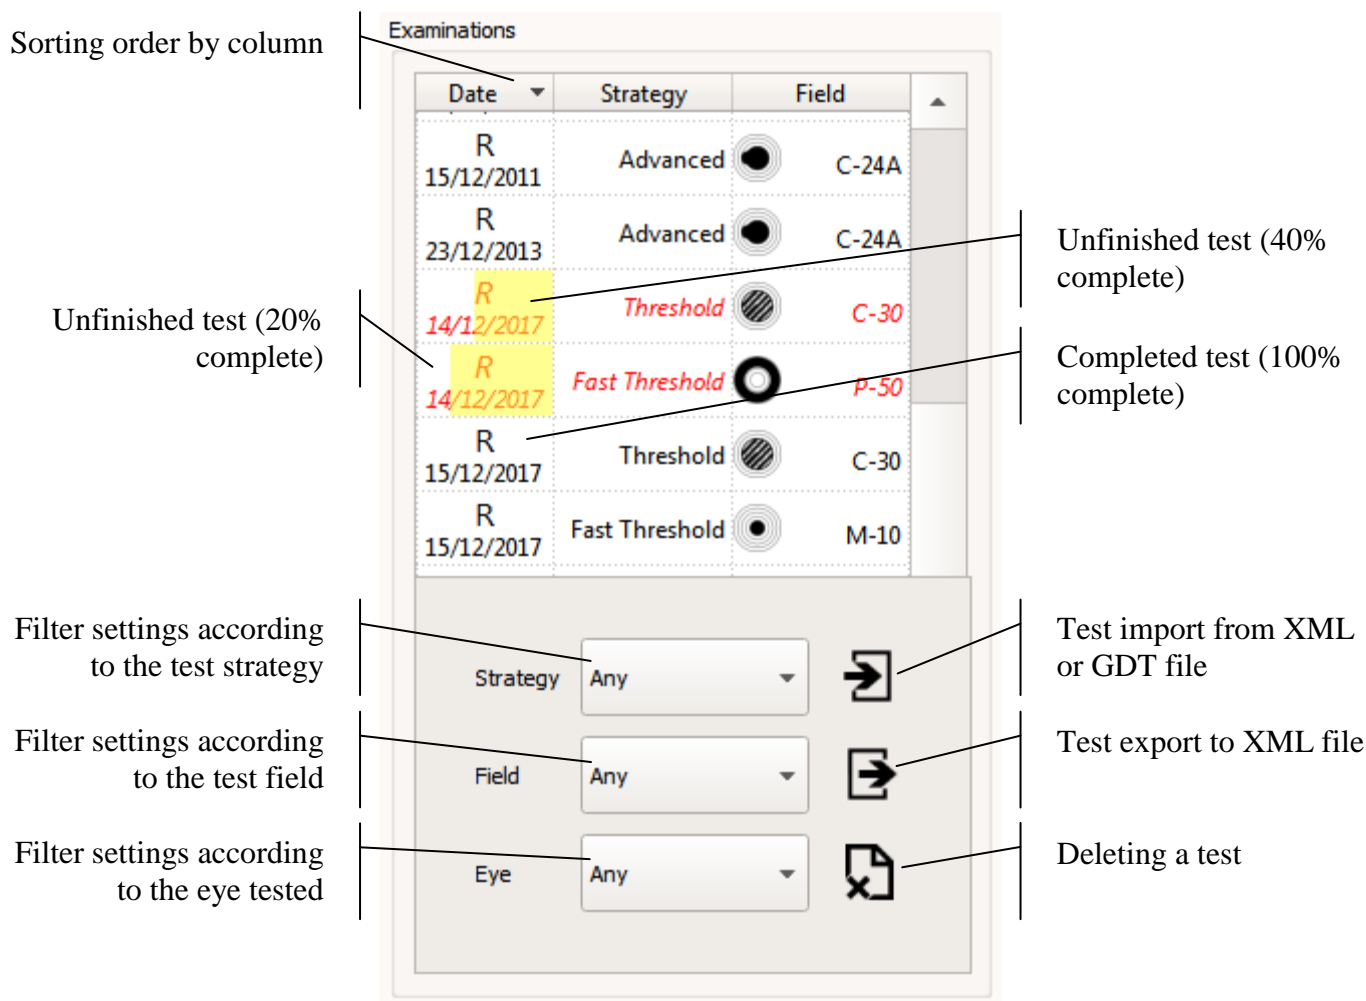 Examinations
Sorting order by column
Date Strategy Field
R
15/12/2011 Advanced C-24A
R
23/12/2013 Advanced C-24A
R
14/12/2017 Threshold C-30
R
14/12/2017 Fast Threshold P-50
R
15/12/2017 Threshold C-30
R
15/12/2017 Fast Threshold M-10
Unfinished test (20%
complete)
Unfinished test (40%
complete)
Completed test (100%
complete)
Filter settings according
to the test strategy
Strategy Any
Test import from XML
or GDT file
Filter settings according
to the test field
Field Any
Test export to XML file
Filter settings according
to the eye tested
Eye Any
Deleting a test